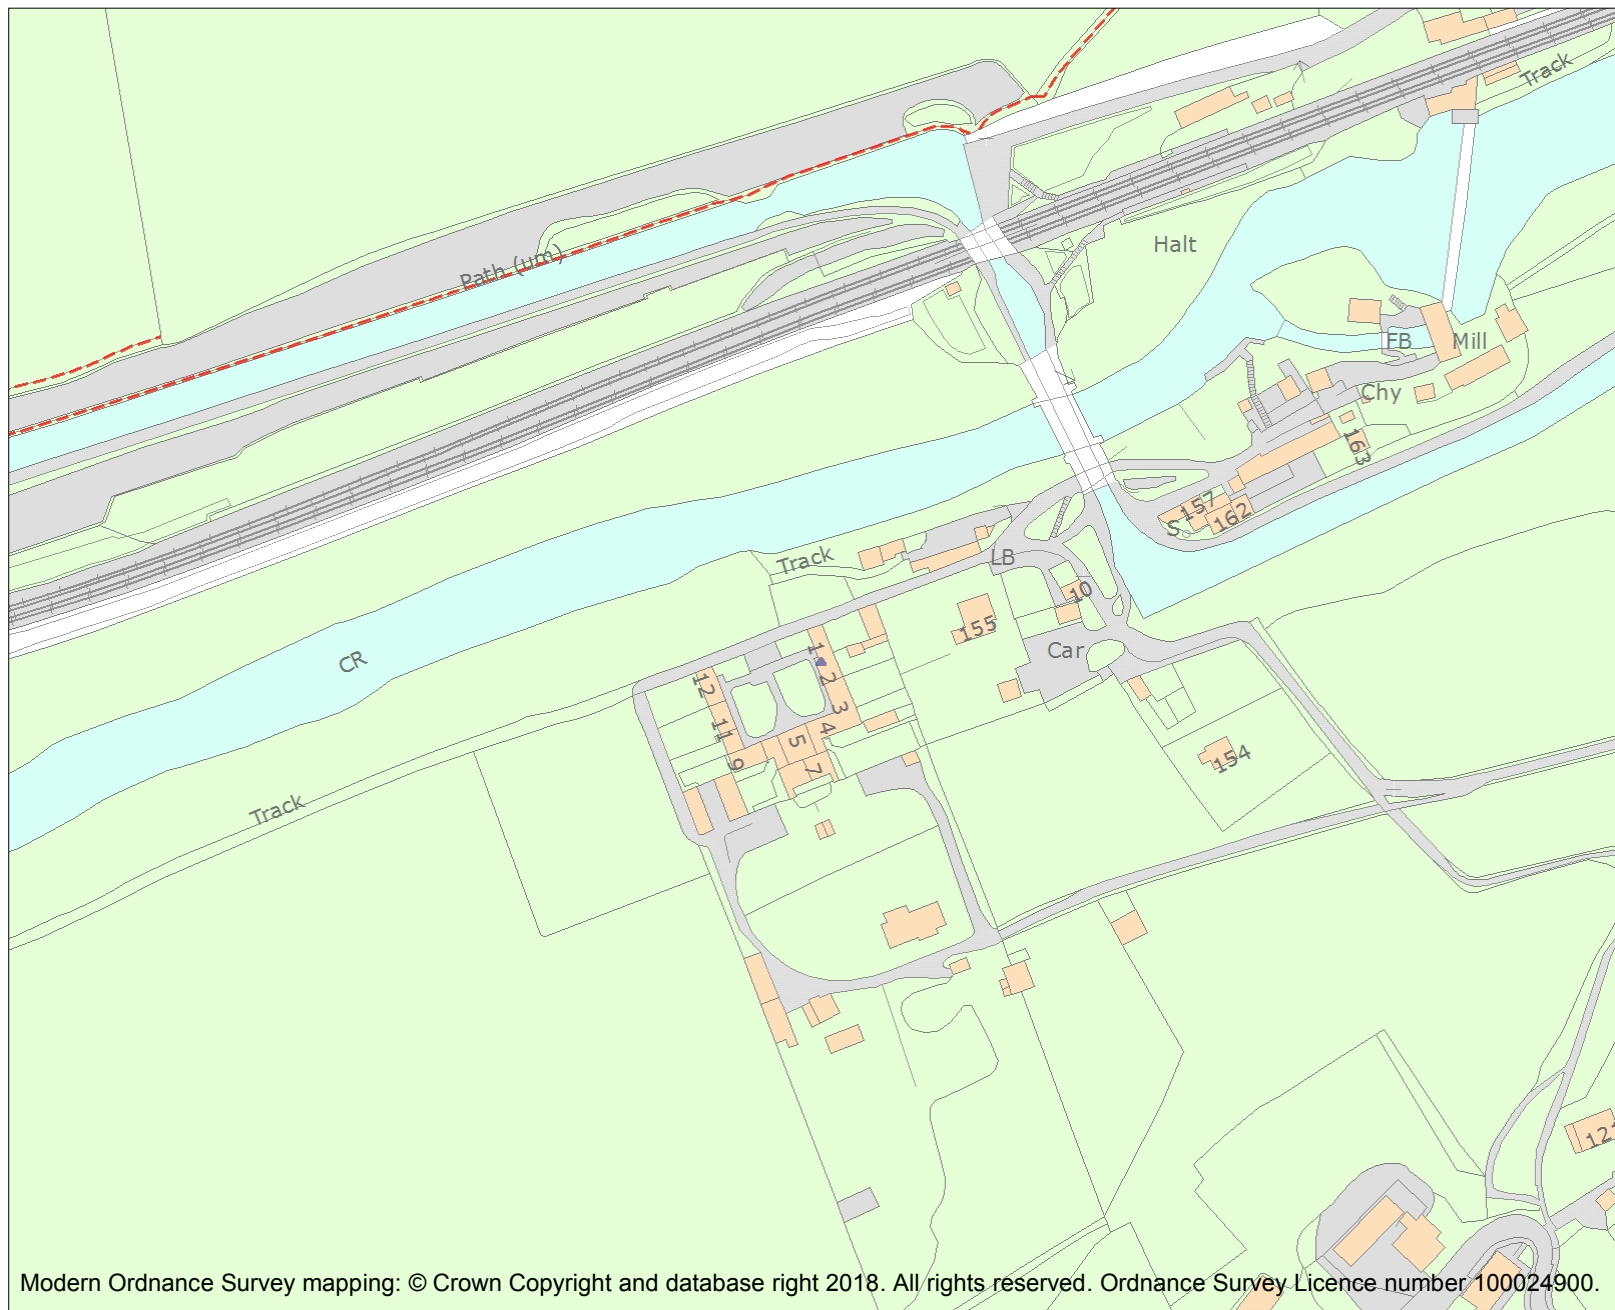 Track
Path (um)
Halt
FB
Mill
Chy
163
157
162
S
Track
LB
10
155
1
Car
CR
2
12
3
11
4
5
9
7
154
Track
121
Modern Ordnance Survey mapping: © Crown Copyright and database right 2018. All rights reserved. Ordnance Survey Licence number 100024900.